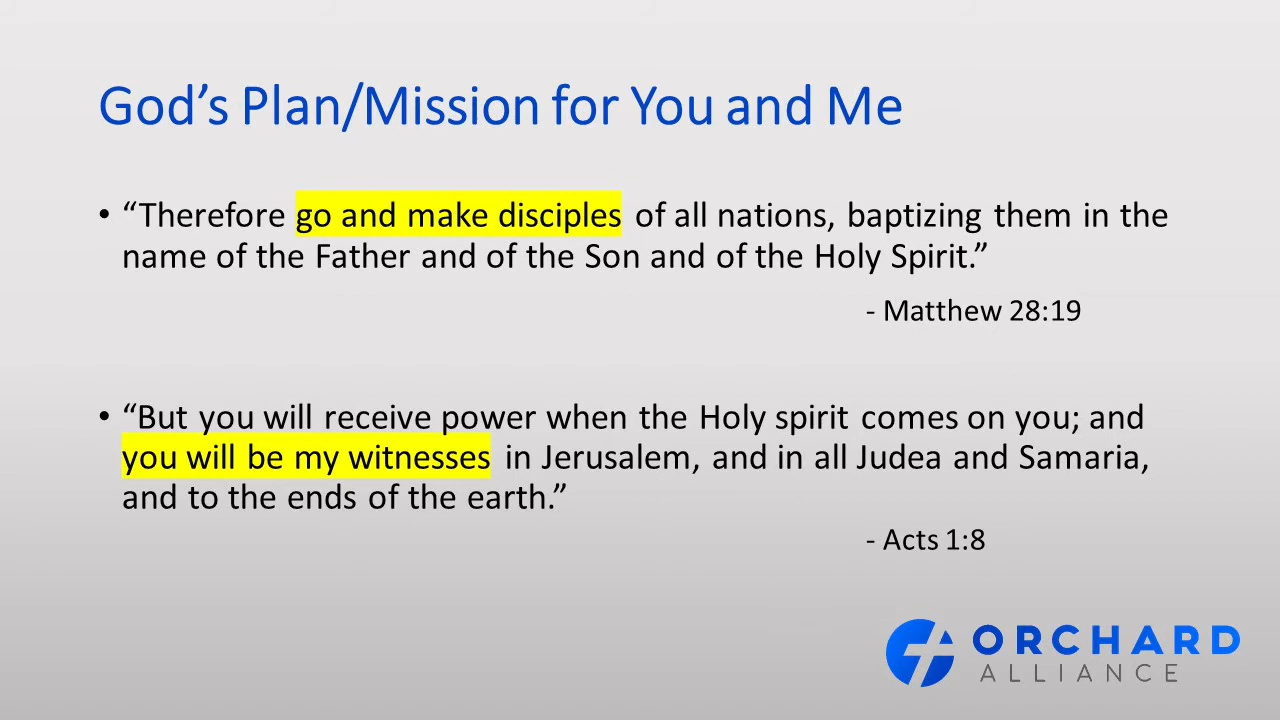 God’s Plan/Mission for You and Me
• “Therefore go and make disciples of all nations, baptizing them in the
name of the Father and of the Son and of the Holy Spirit.”
- Matthew 28:19
• “But you will receive power when the Holy spirit comes on you; and
you will be my witnesses in Jerusalem, and in all Judea and Samaria,
and to the ends of the earth.”
- Acts 1:8
ORCHARD
ALLIANCE